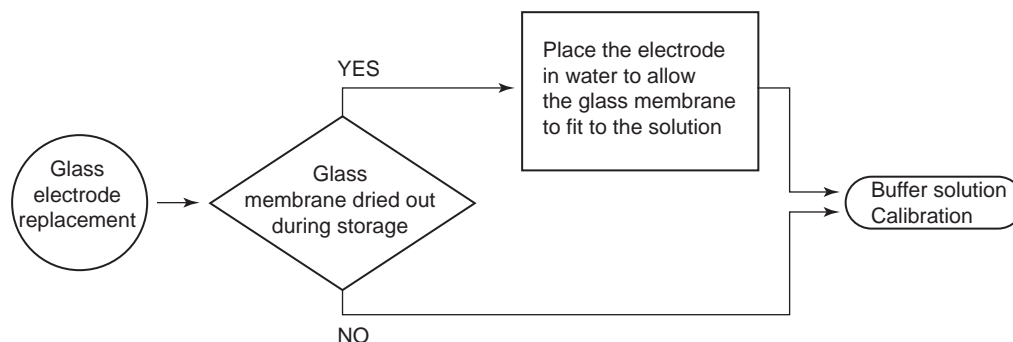 Glass
electrode
replacement
Glass
membrane dried out
during storage
YES
Place the electrode
in water to allow
the glass membrane
to fit to the solution
NO
Buffer solution
Calibration